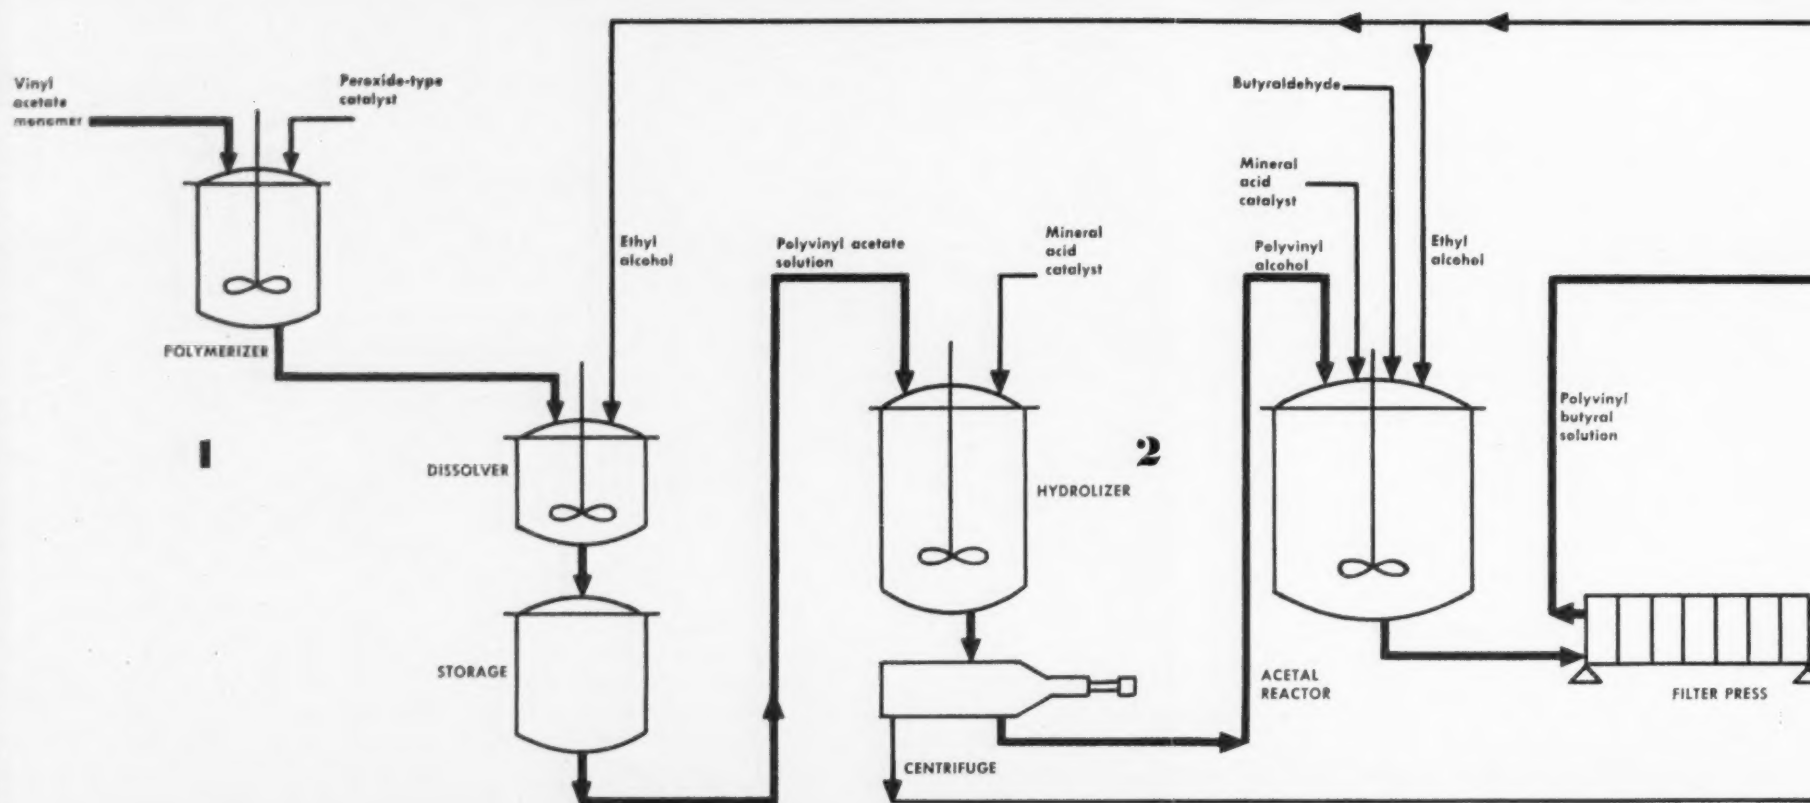 Vinyl
acetate
monomer
Peroxide-type
catalyst
POLYMERIZER
1
Ethyl
alcohol
DISSOLVER
STORAGE
Polyvinyl acetate
solution
Mineral
acid
catalyst
HYDROLIZER
2
CENTRIFUGE
Butyraldehyde
Mineral
acid
catalyst
Polyvinyl
alcohol
Ethyl
alcohol
ACETAL
REACTOR
Polyvinyl
butyral
solution
FILTER PRESS